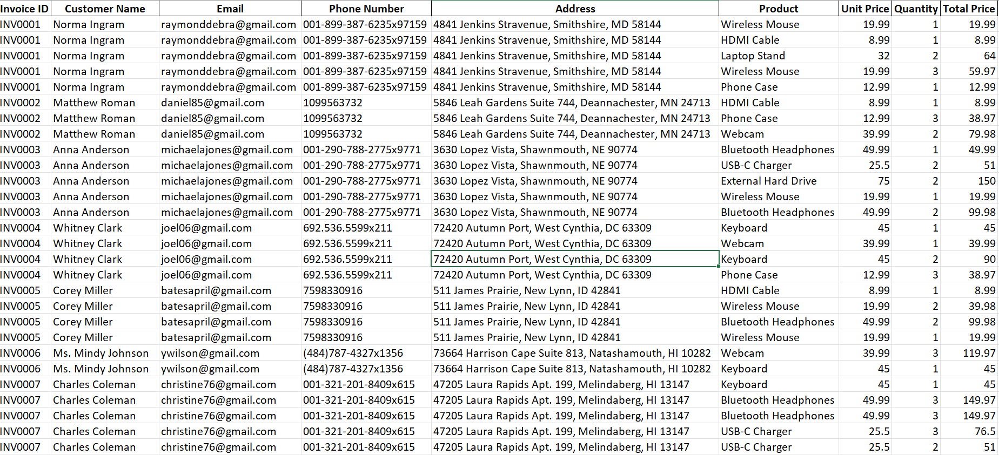 Invoice ID Customer Name Email Phone Number Address Product Unit Price Quantity Total Price
INV0001 Norma Ingram raymonddebra@gmail.com 001-899-387-6235x97159 4841 Jenkins Stravenue, Smithshire, MD 58144 Wireless Mouse 19.99 1 19.99
INV0001 Norma Ingram raymonddebra@gmail.com 001-899-387-6235x97159 4841 Jenkins Stravenue, Smithshire, MD 58144 HDMI Cable 8.99 1 8.99
INV0001 Norma Ingram raymonddebra@gmail.com 001-899-387-6235x97159 4841 Jenkins Stravenue, Smithshire, MD 58144 Laptop Stand 32 2 64
INV0001 Norma Ingram raymonddebra@gmail.com 001-899-387-6235x97159 4841 Jenkins Stravenue, Smithshire, MD 58144 Wireless Mouse 19.99 3 59.97
INV0001 Norma Ingram raymonddebra@gmail.com 001-899-387-6235x97159 4841 Jenkins Stravenue, Smithshire, MD 58144 Phone Case 12.99 1 12.99
INV0002 Matthew Roman daniel85@gmail.com 1099563732 5846 Leah Gardens Suite 744, Deannachester, MN 24713 HDMI Cable 8.99 1 8.99
INV0002 Matthew Roman daniel85@gmail.com 1099563732 5846 Leah Gardens Suite 744, Deannachester, MN 24713 Phone Case 12.99 3 38.97
INV0002 Matthew Roman daniel85@gmail.com 1099563732 5846 Leah Gardens Suite 744, Deannachester, MN 24713 Webcam 39.99 2 79.98
INV0003 Anna Anderson michaelajones@gmail.com 001-290-788-2775x9771 3630 Lopez Vista, Shawnmouth, NE 90774 Bluetooth Headphones 49.99 1 49.99
INV0003 Anna Anderson michaelajones@gmail.com 001-290-788-2775x9771 3630 Lopez Vista, Shawnmouth, NE 90774 USB-C Charger 25.5 2 51
INV0003 Anna Anderson michaelajones@gmail.com 001-290-788-2775x9771 3630 Lopez Vista, Shawnmouth, NE 90774 External Hard Drive 75 2 150
INV0003 Anna Anderson michaelajones@gmail.com 001-290-788-2775x9771 3630 Lopez Vista, Shawnmouth, NE 90774 Wireless Mouse 19.99 1 19.99
INV0003 Anna Anderson michaelajones@gmail.com 001-290-788-2775x9771 3630 Lopez Vista, Shawnmouth, NE 90774 Bluetooth Headphones 49.99 2 99.98
INV0004 Whitney Clark joel06@gmail.com 692.536.5599x211 72420 Autumn Port, West Cynthia, DC 63309 Keyboard 45 1 45
INV0004 Whitney Clark joel06@gmail.com 692.536.5599x211 72420 Autumn Port, West Cynthia, DC 63309 Webcam 39.99 1 39.99
INV0004 Whitney Clark joel06@gmail.com 692.536.5599x211 72420 Autumn Port, West Cynthia, DC 63309 Keyboard 45 2 90
INV0004 Whitney Clark joel06@gmail.com 692.536.5599x211 72420 Autumn Port, West Cynthia, DC 63309 Phone Case 12.99 3 38.97
INV0005 Corey Miller batesapril@gmail.com 7598330916 511 James Prairie, New Lynn, ID 42841 HDMI Cable 8.99 1 8.99
INV0005 Corey Miller batesapril@gmail.com 7598330916 511 James Prairie, New Lynn, ID 42841 Wireless Mouse 19.99 2 39.98
INV0005 Corey Miller batesapril@gmail.com 7598330916 511 James Prairie, New Lynn, ID 42841 Bluetooth Headphones 49.99 2 99.98
INV0005 Corey Miller batesapril@gmail.com 7598330916 511 James Prairie, New Lynn, ID 42841 Wireless Mouse 19.99 1 19.99
INV0006 Ms. Mindy Johnson ywilson@gmail.com (484)787-4327x1356 73664 Harrison Cape Suite 813, Natashamouth, HI 10282 Webcam 39.99 3 119.97
INV0006 Ms. Mindy Johnson ywilson@gmail.com (484)787-4327x1356 73664 Harrison Cape Suite 813, Natashamouth, HI 10282 Keyboard 45 1 45
INV0007 Charles Coleman christine76@gmail.com 001-321-201-8409x615 47205 Laura Rapids Apt. 199, Melindaberg, HI 13147 Keyboard 45 1 45
INV0007 Charles Coleman christine76@gmail.com 001-321-201-8409x615 47205 Laura Rapids Apt. 199, Melindaberg, HI 13147 Bluetooth Headphones 49.99 3 149.97
INV0007 Charles Coleman christine76@gmail.com 001-321-201-8409x615 47205 Laura Rapids Apt. 199, Melindaberg, HI 13147 Bluetooth Headphones 49.99 3 149.97
INV0007 Charles Coleman christine76@gmail.com 001-321-201-8409x615 47205 Laura Rapids Apt. 199, Melindaberg, HI 13147 USB-C Charger 25.5 3 76.5
INV0007 Charles Coleman christine76@gmail.com 001-321-201-8409x615 47205 Laura Rapids Apt. 199, Melindaberg, HI 13147 USB-C Charger 25.5 2 51